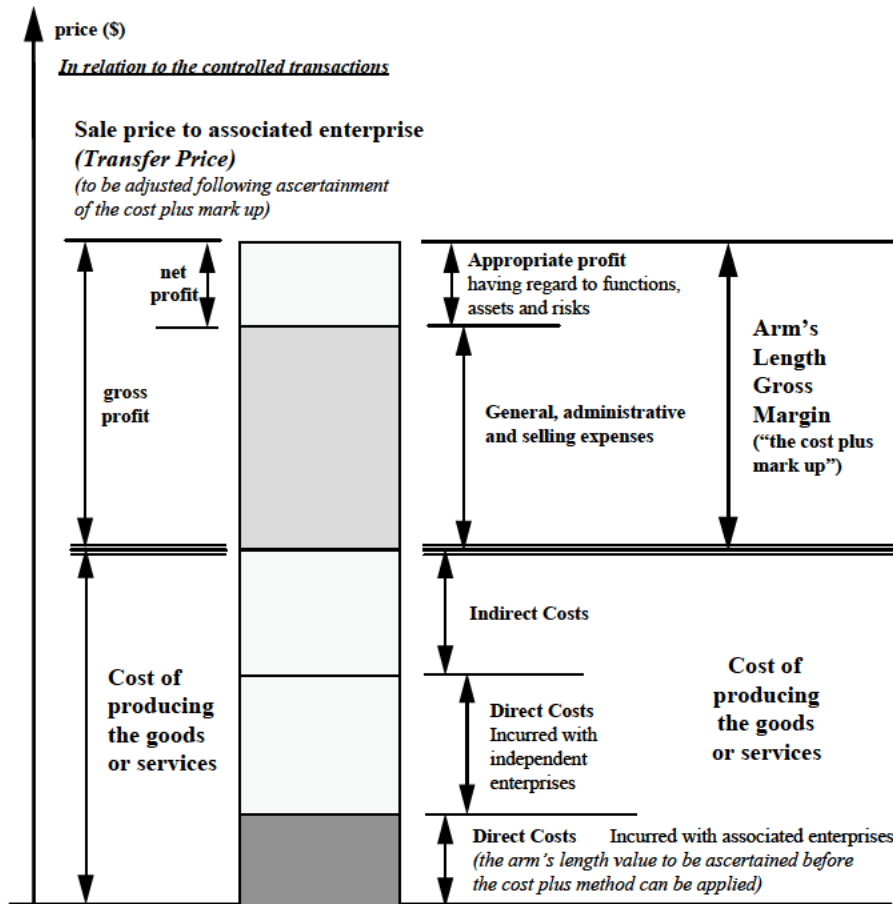 price ($)
In relation to the controlled transactions
Sale price to associated enterprise
(Transfer Price)
(to be adjusted following ascertainment
of the cost plus mark up)
net
profit
Appropriate profit
having regard to functions,
assets and risks
gross
profit
General, administrative
and selling expenses
Arm's
Length
Gross
Margin
(“the cost plus
mark up”)
Indirect Costs
Cost of
producing
the goods
or services
Direct Costs
Incurred with
independent
enterprises
Cost of
producing
the goods
or services
Direct Costs Incurred with associated enterprises
(the arm's length value to be ascertained before
the cost plus method can be applied)